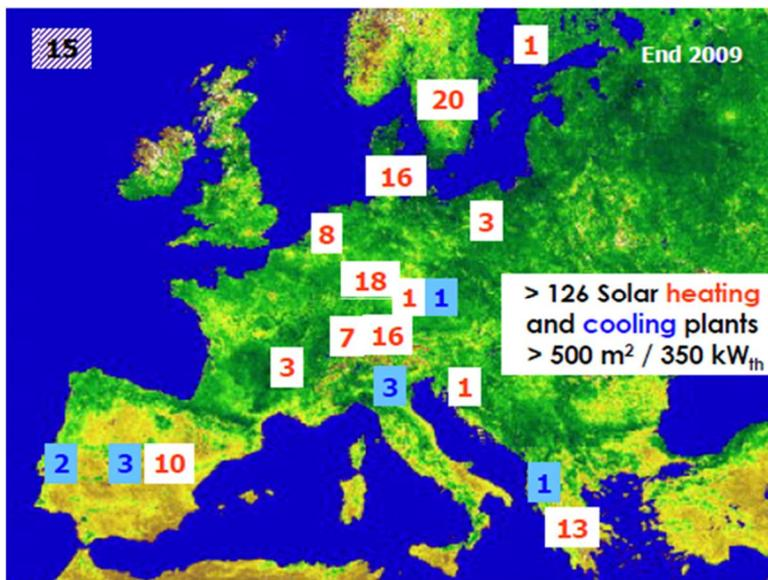 15
1
End 2009
20
16
3
8
18
1 1
> 126 Solar heating
and cooling plants
> 500 m² / 350 kWth
7 16
3
3
1
2 3 10
1
13